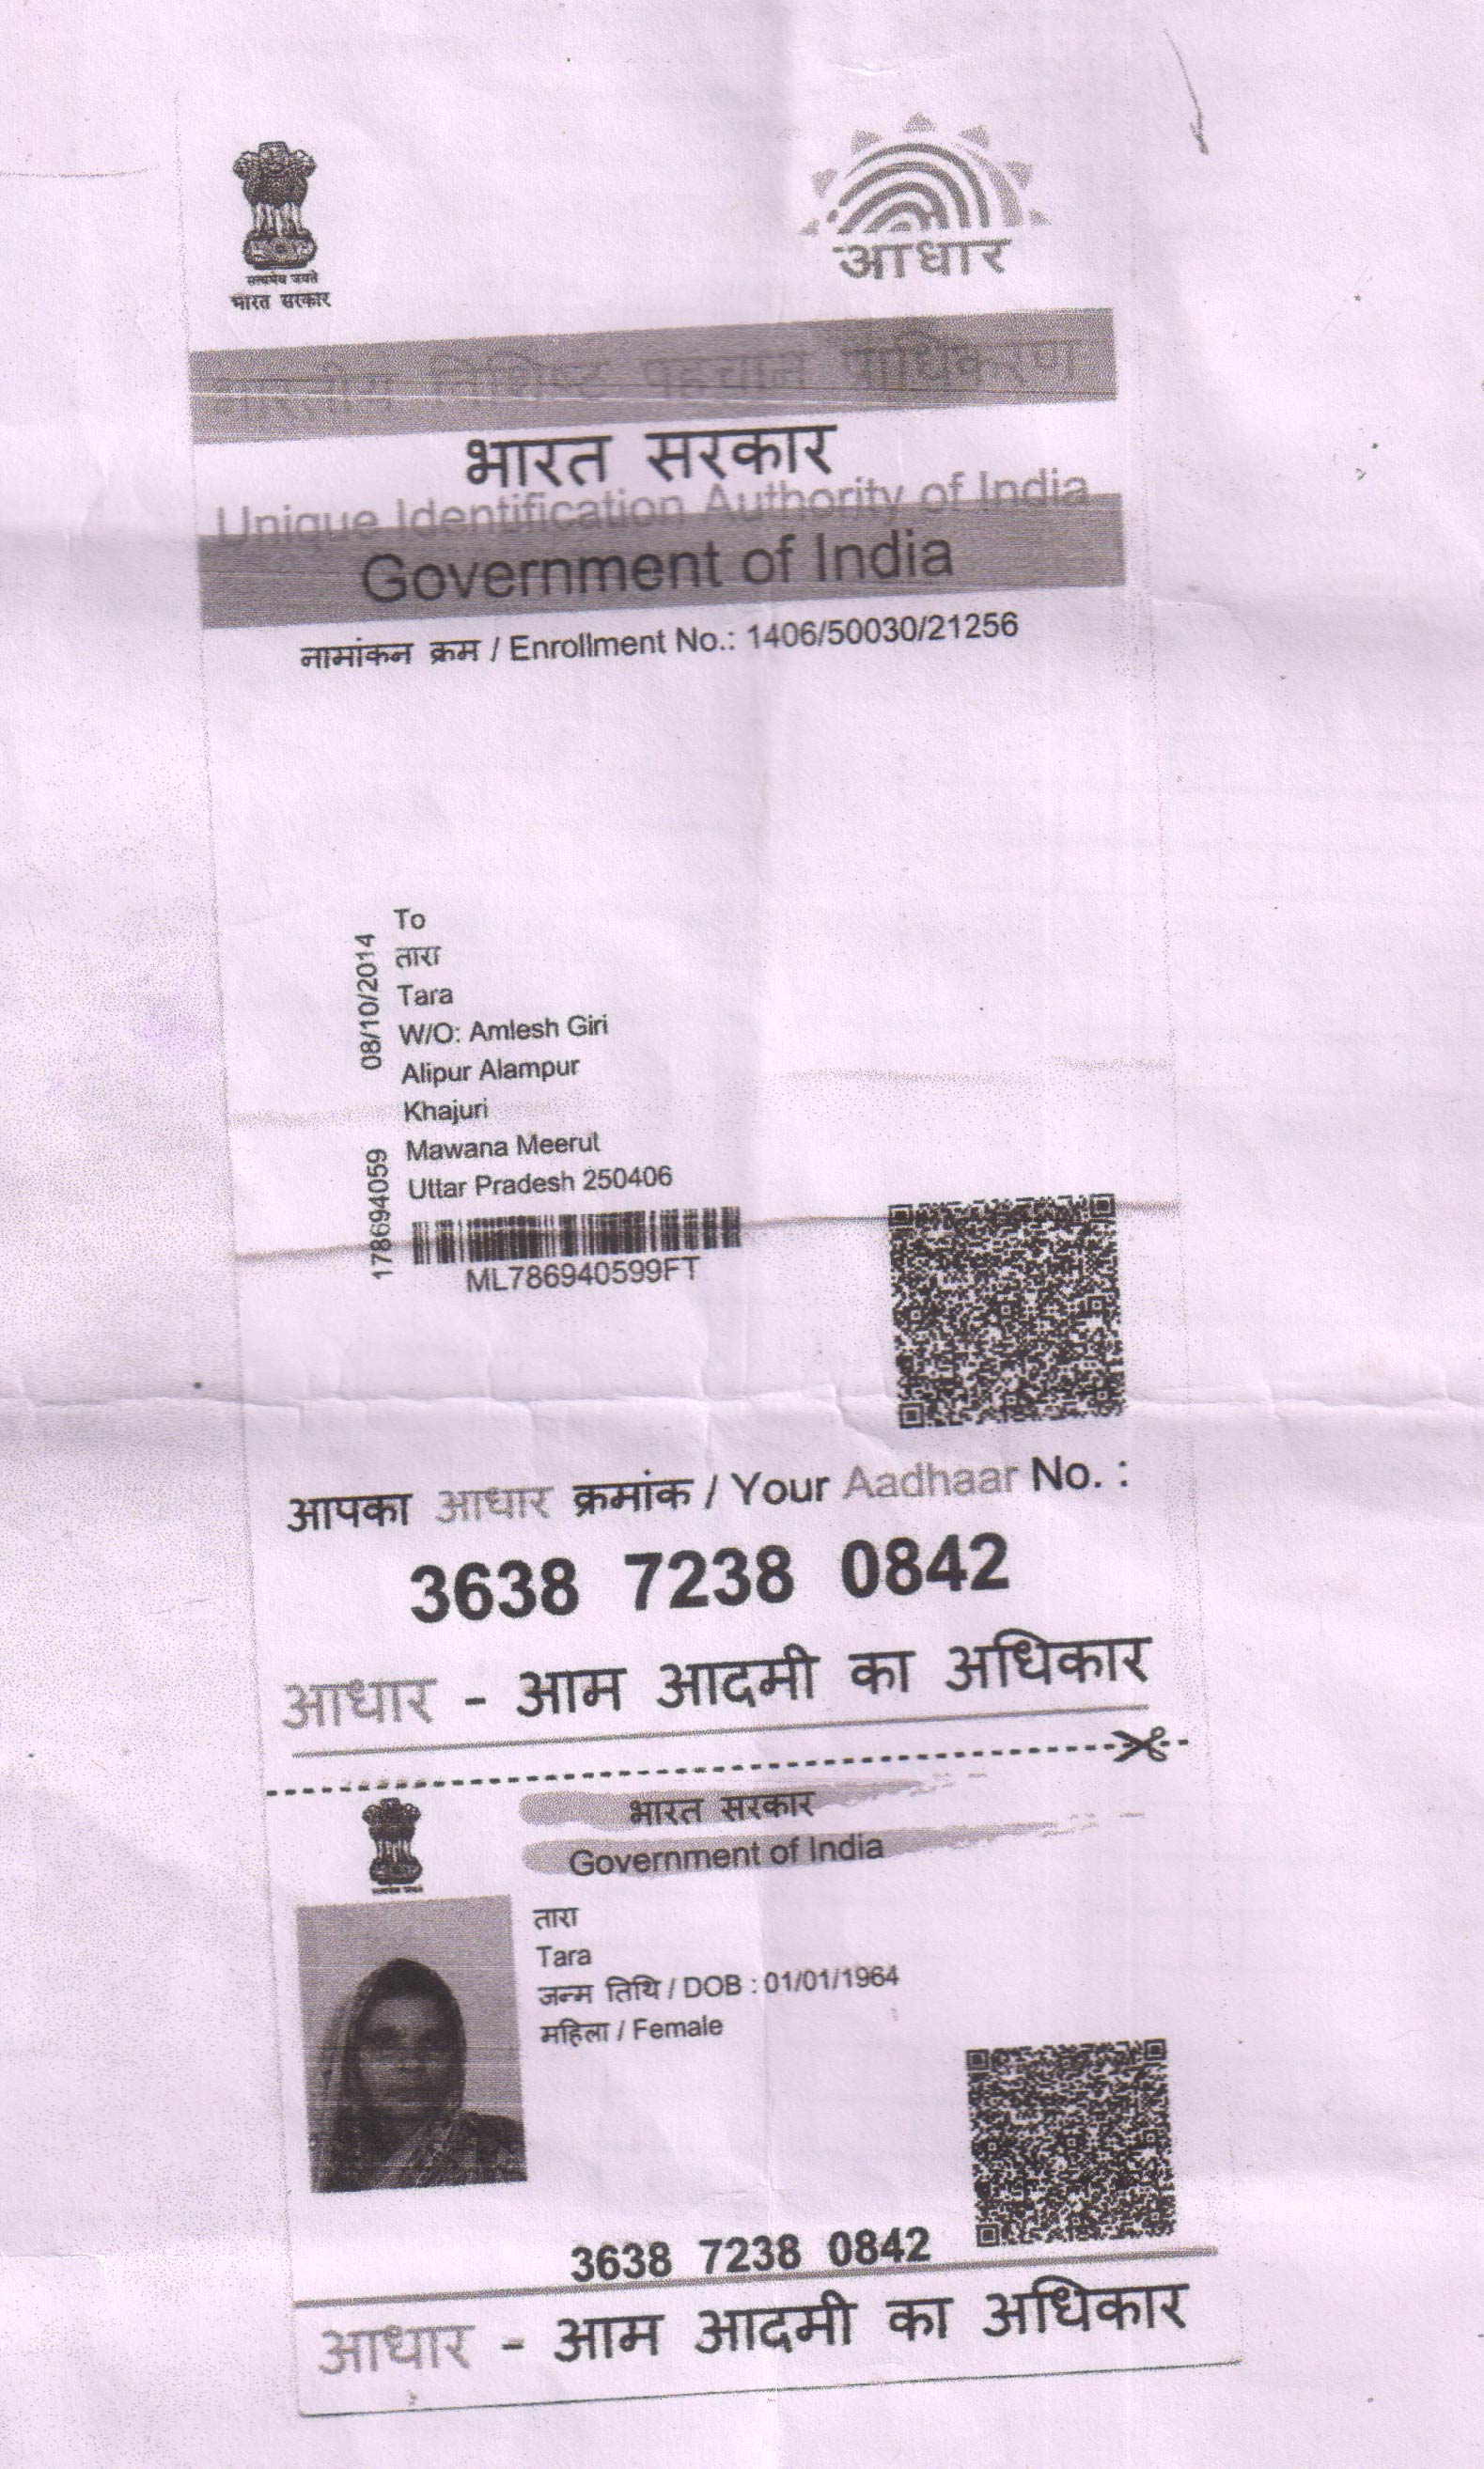 सत्यमेव जयते
भारत सरकार
आधार
भारतीय विशिष्ट पहचान प्राधिकरण
भारत सरकार
Unique Identification Authority of India
Government of India
नामांकन क्रम / Enrollment No.: 1406/50030/21256
08/10/2014
178694059
To
तारा
Tara
W/O: Amlesh Giri
Alipur Alampur
Khajuri
Mawana Meerut
Uttar Pradesh 250406
ML786940599FT
आपका आधार क्रमांक / Your Aadhaar No. :
3638 7238 0842
आधार - आम आदमी का अधिकार
भारत सरकार
Government of India
तारा
Tara
जन्म तिथि / DOB : 01/01/1964
महिला / Female
3638 7238 0842
आधार - आम आदमी का अधिकार